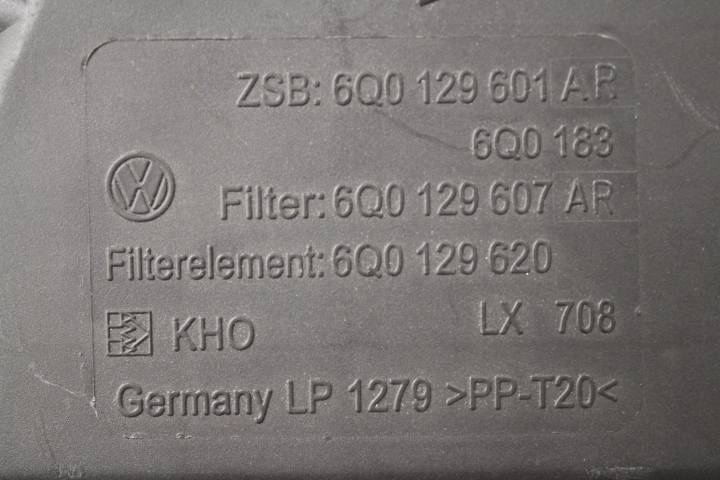 ZSB: 6Q0 129 601 AR
6Q0 183
Filter: 6Q0 129 607 AR
Filterelement: 6Q0 129 620
KHO LX 708
Germany LP 1279 >PP-T20<